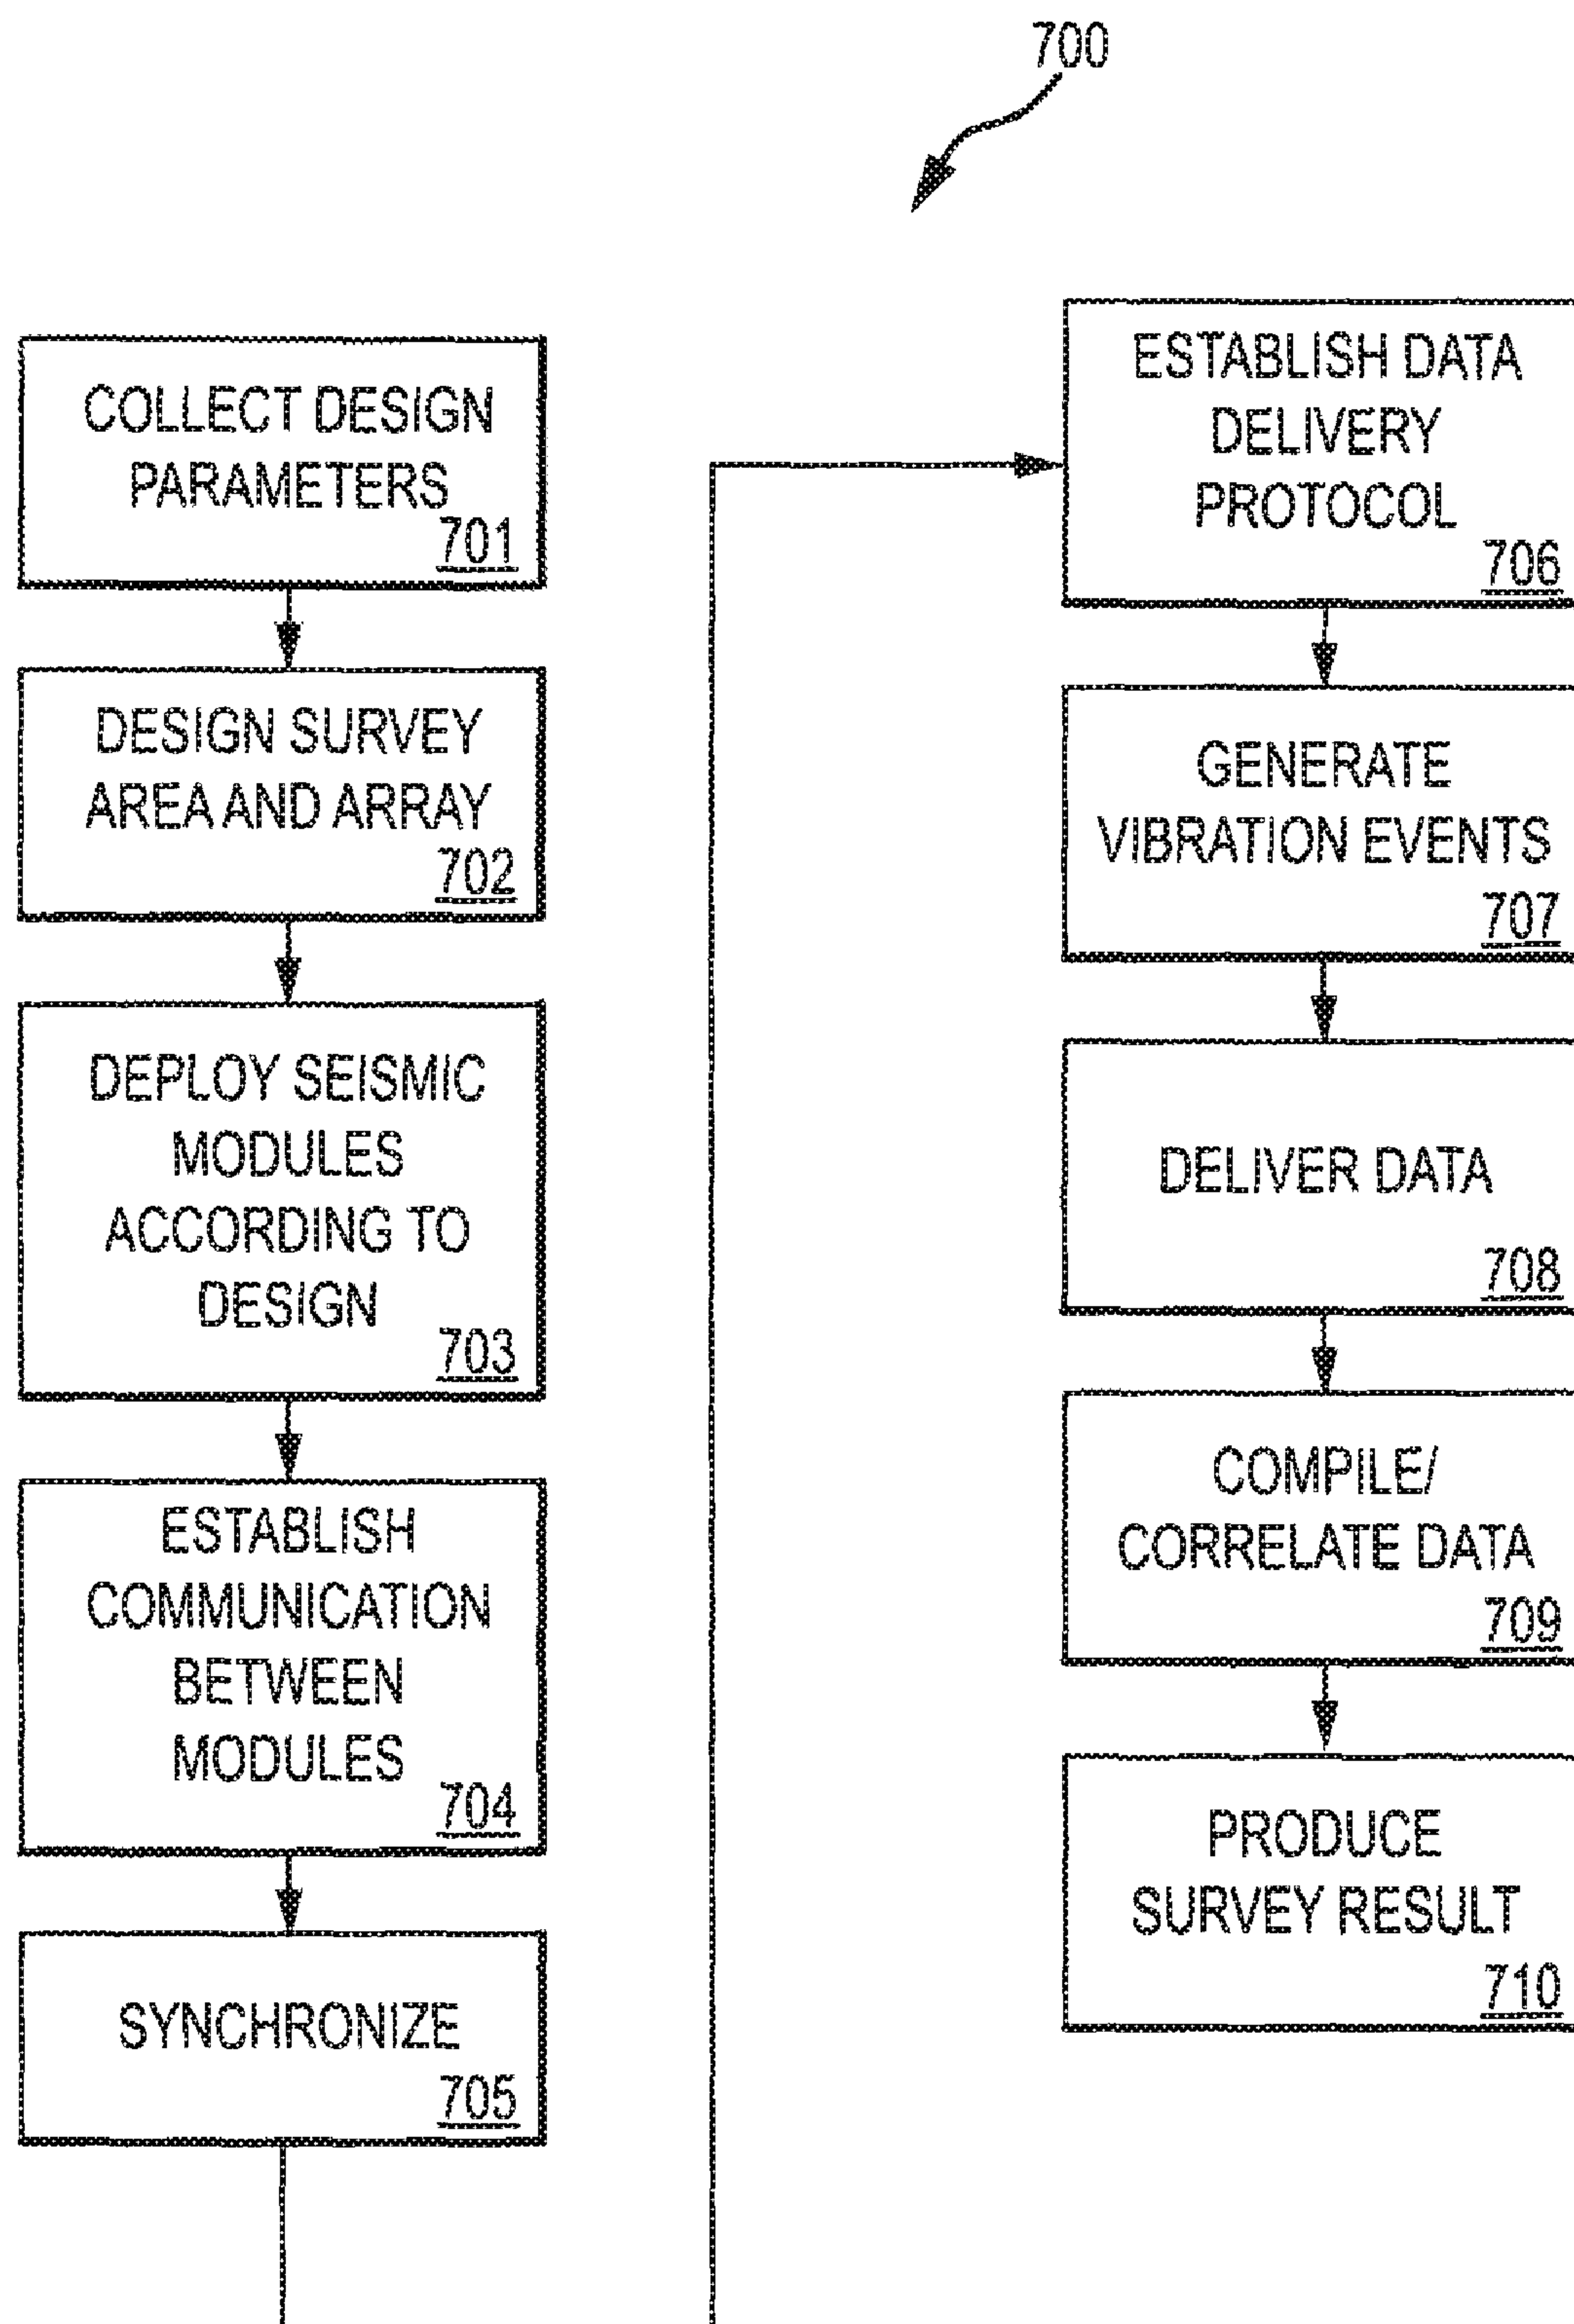 700
COLLECT DESIGN
PARAMETERS
701
DESIGN SURVEY
AREA AND ARRAY
702
DEPLOY SEISMIC
MODULES
ACCORDING TO
DESIGN
703
ESTABLISH
COMMUNICATION
BETWEEN
MODULES
704
SYNCHRONIZE
705
ESTABLISH DATA
DELIVERY
PROTOCOL
706
GENERATE
VIBRATION EVENTS
707
DELIVER DATA
708
COMPILE/
CORRELATE DATA
709
PRODUCE
SURVEY RESULT
710